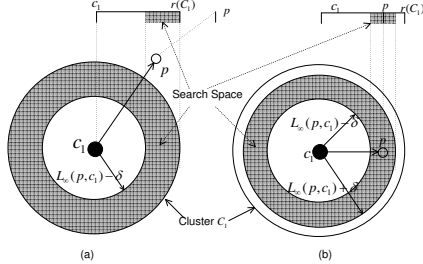 c₁ r(C₁) p
c₁ p r(C₁)
p
Search Space
c₁
L∞(p,c₁)−δ
L∞(p,c₁)−δ
p
c₁
L∞(p,c₁)+δ
Cluster C₁
(a) (b)